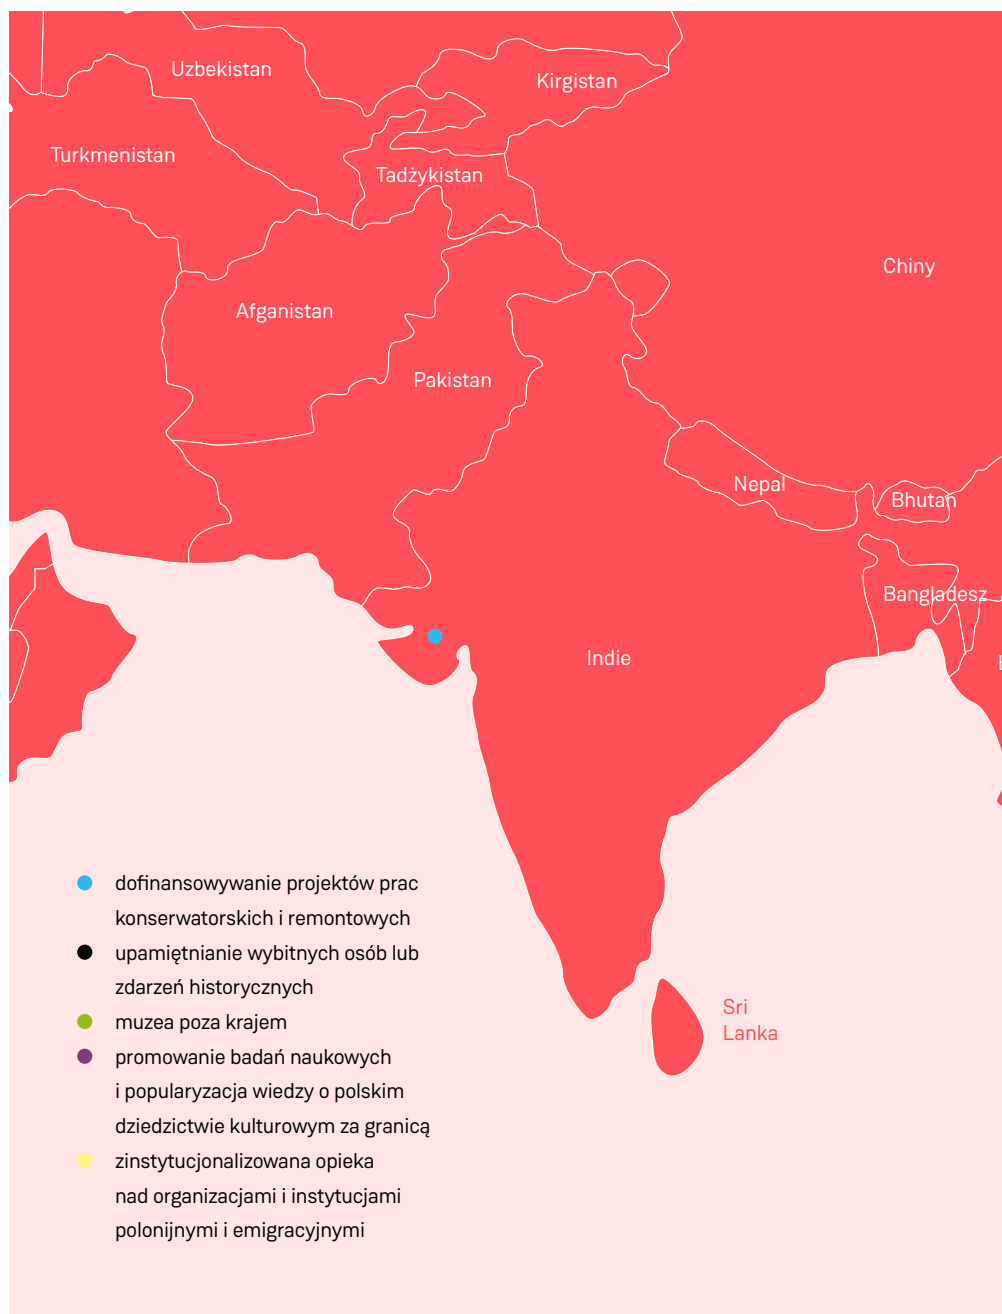 Uzbekistan
Kirgistan
Turkmenistan
Tadżykistan
Chiny
Afganistan
Pakistan
Nepal
Bhutan
Bangladesz
Indie
dofinansowywanie projektów prac
konserwatorskich i remontowych
upamiętnianie wybitnych osób lub
zdarzeń historycznych
muzea poza krajem
promowanie badań naukowych
i popularyzacja wiedzy o polskim
dziedzictwie kulturowym za granicą
zinstytucjonalizowana opieka
nad organizacjami i instytucjami
polonijnymi i emigracyjnymi
Sri
Lanka